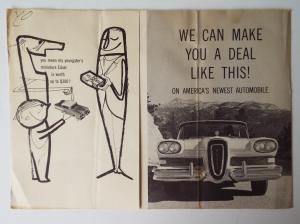 you mean my youngster's
miniature Edsel
is worth
up to $300?
WE CAN MAKE
YOU A DEAL
LIKE THIS!
ON AMERICA'S NEWEST AUTOMOBILE